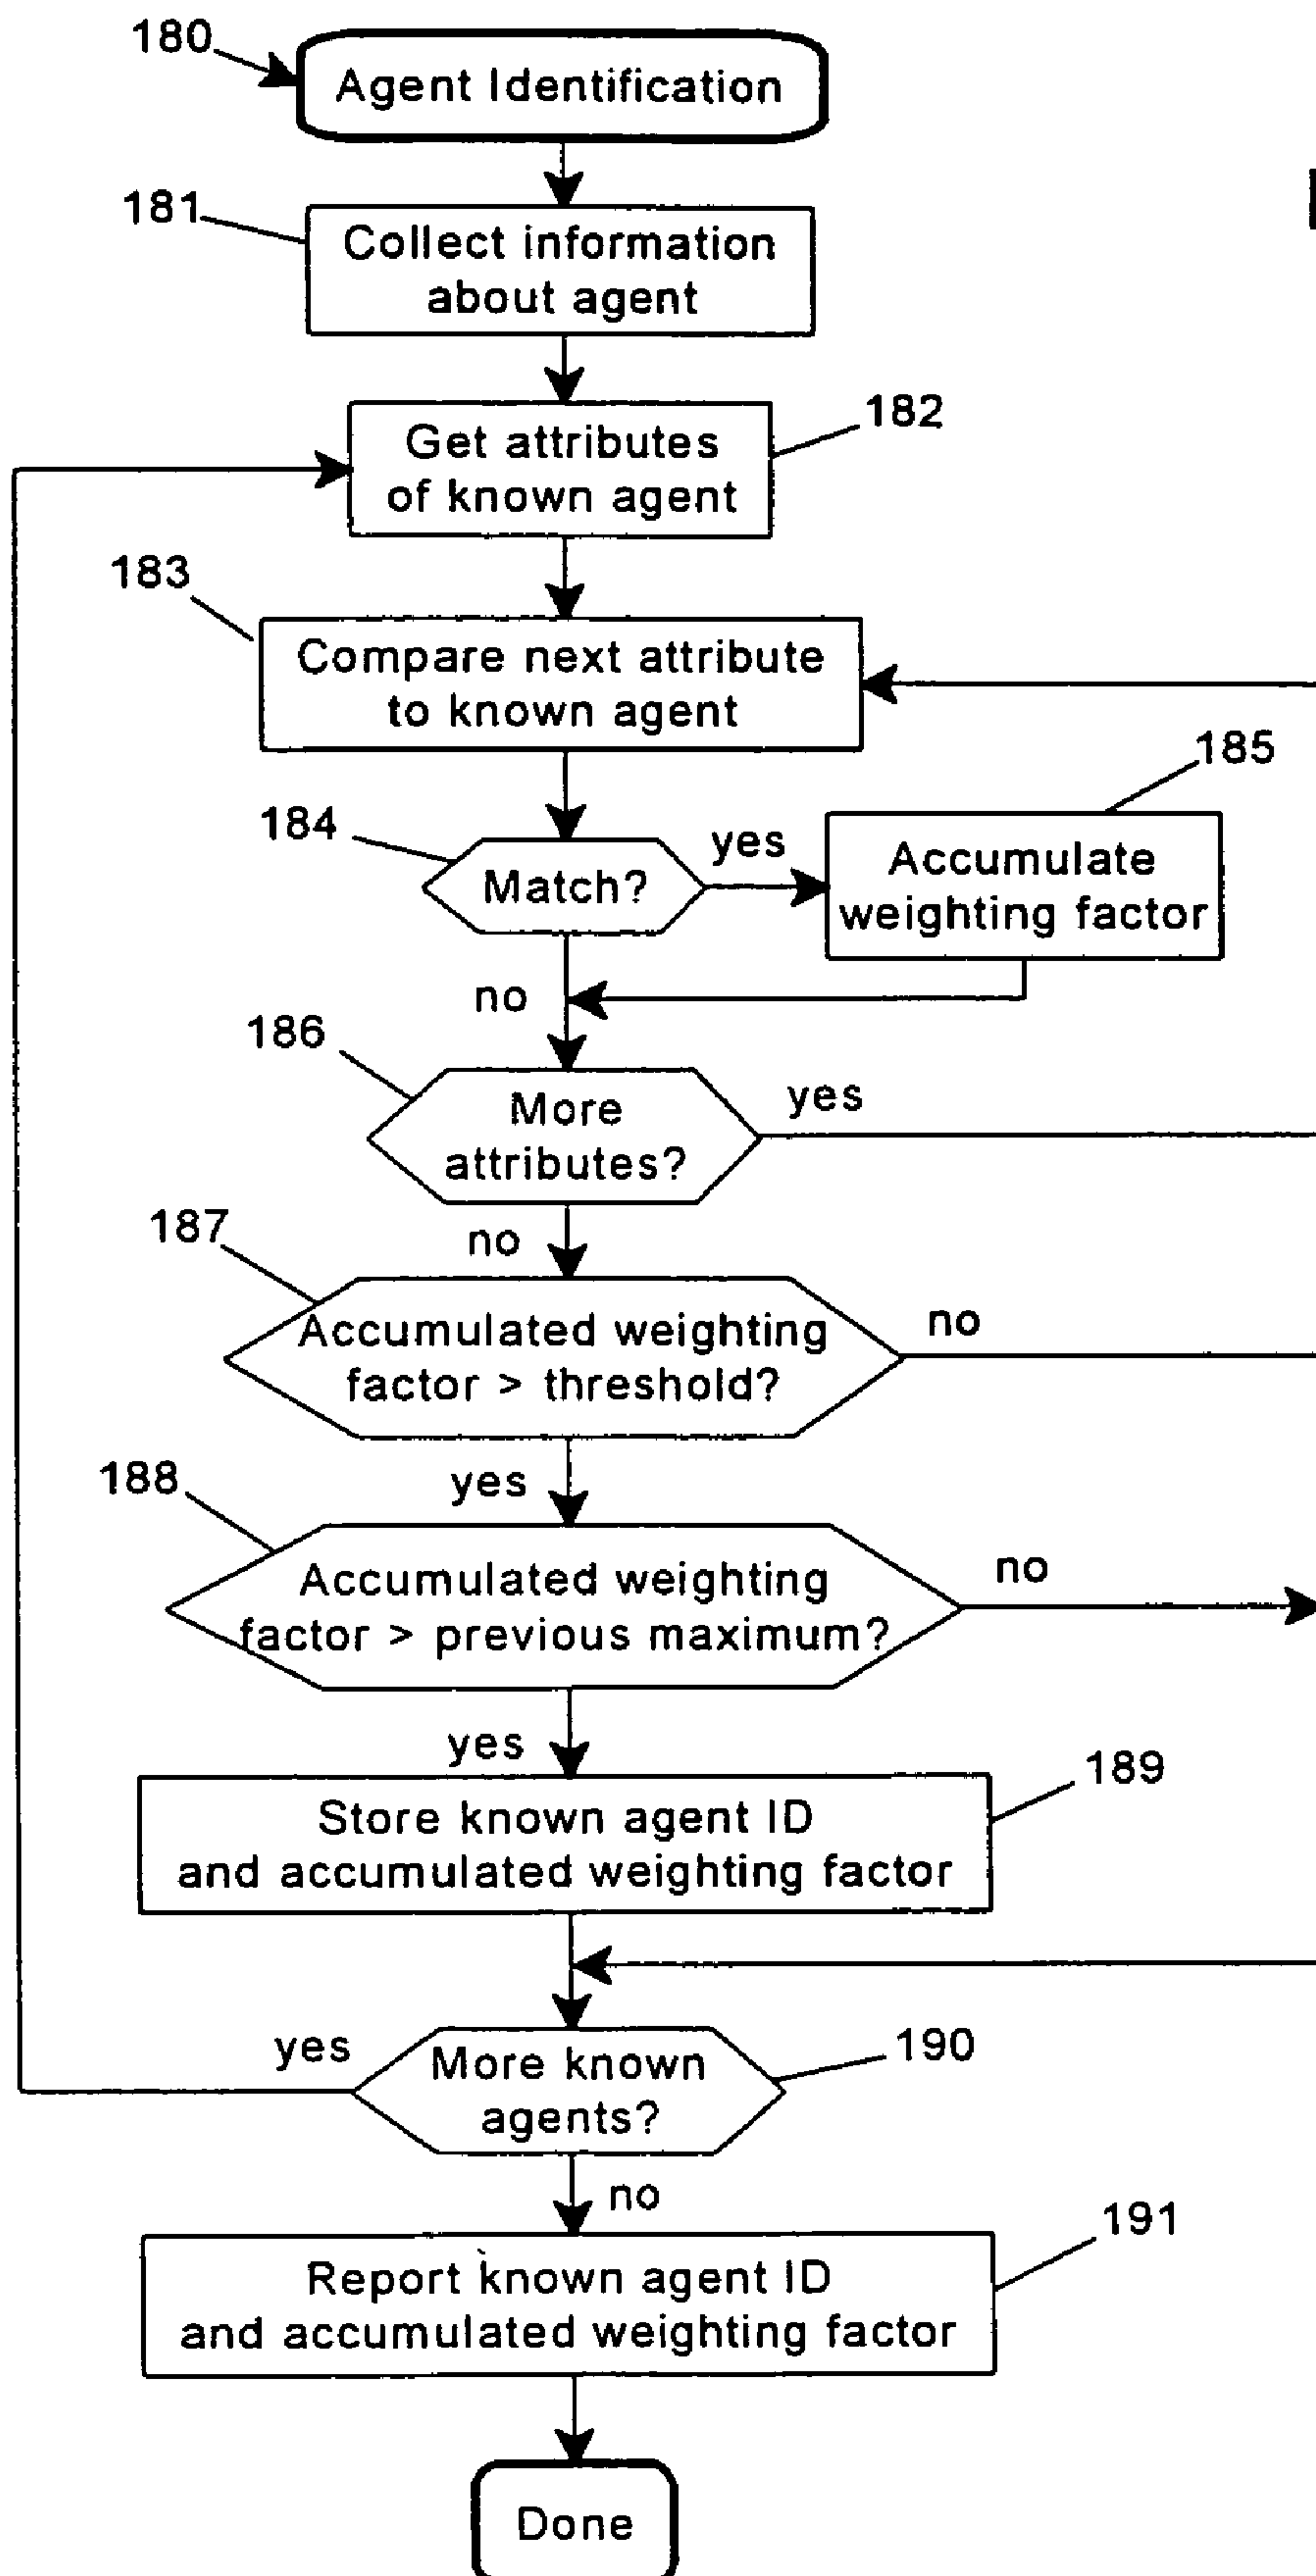 180
Agent Identification
181
Collect information
about agent
182
Get attributes
of known agent
183
Compare next attribute
to known agent
184
Match?
yes
185
Accumulate
weighting factor
no
186
More
attributes?
yes
no
187
Accumulated weighting
factor > threshold?
no
yes
188
Accumulated weighting
factor > previous maximum?
no
yes
189
Store known agent ID
and accumulated weighting factor
yes
190
More known
agents?
no
191
Report known agent ID
and accumulated weighting factor
Done